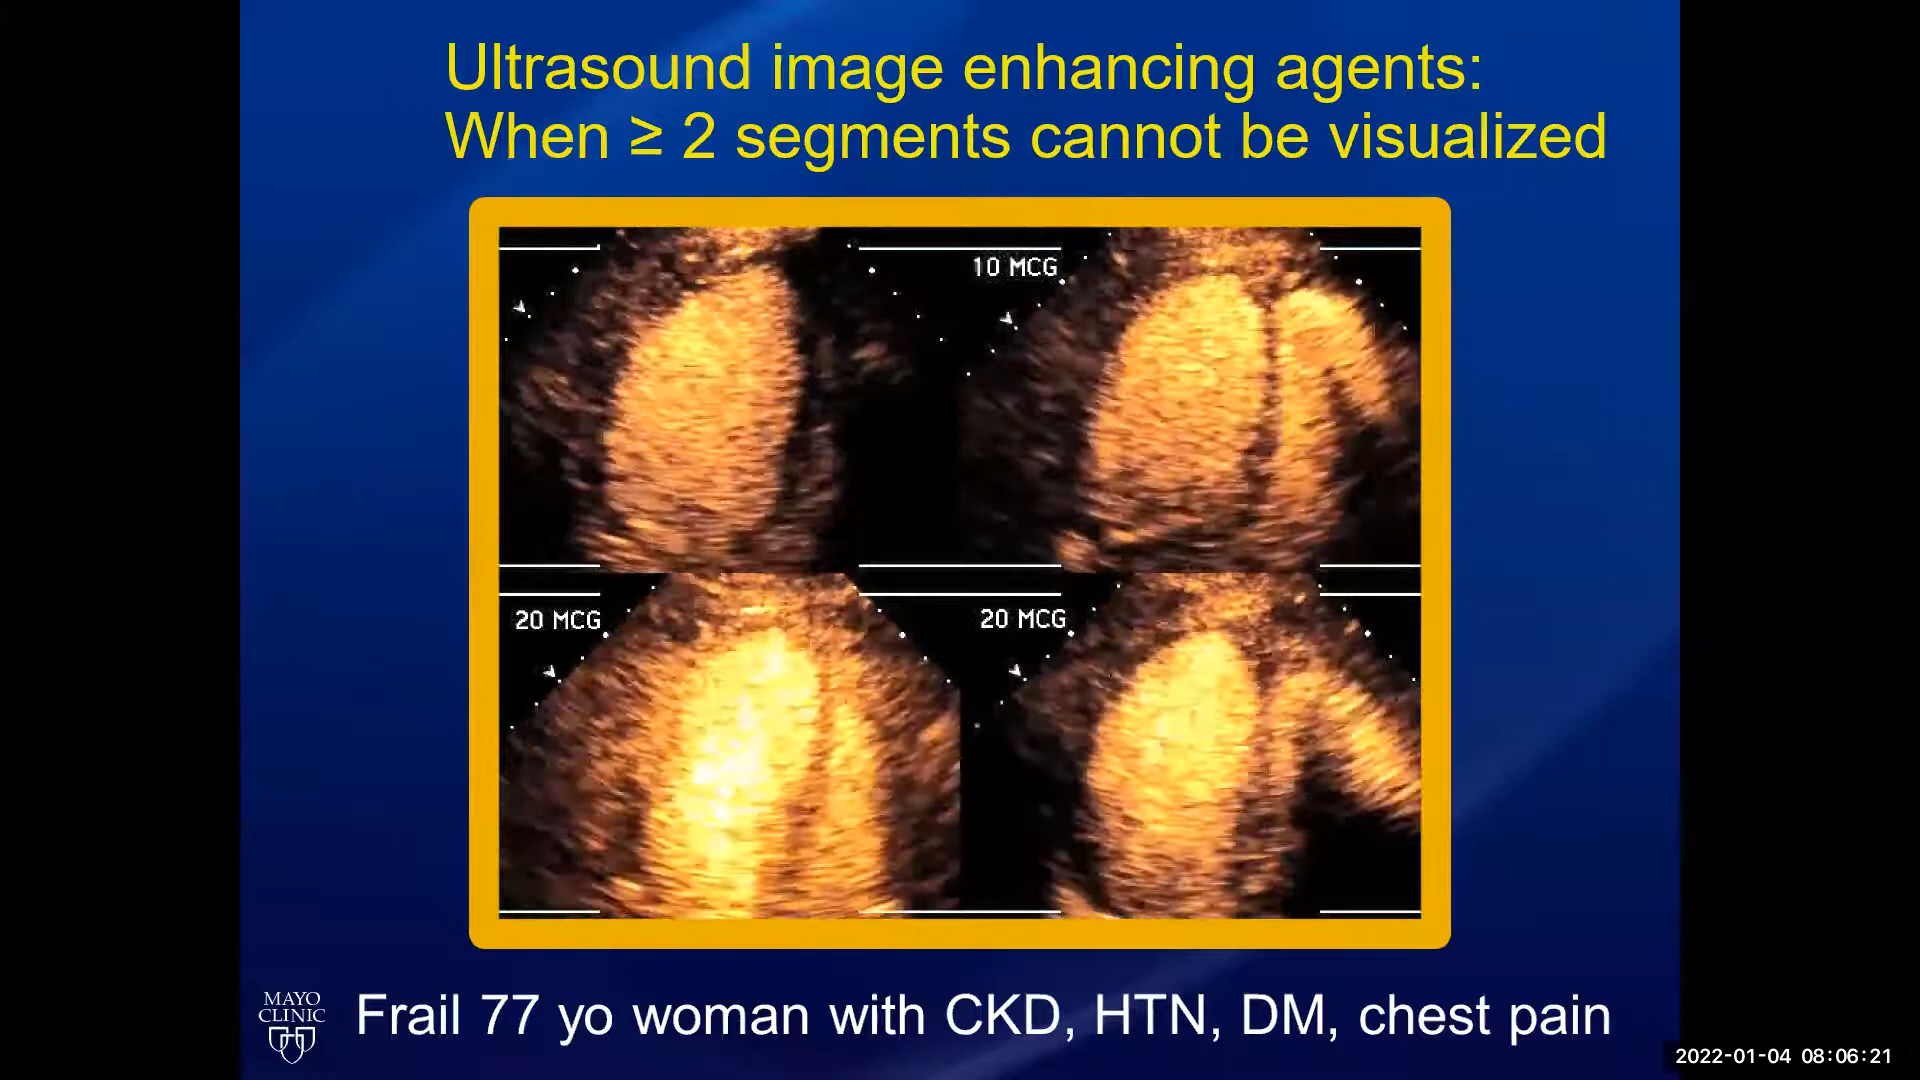 Ultrasound image enhancing agents:
When ≥ 2 segments cannot be visualized
10 MCG
20 MCG
20 MCG
MAYO
CLINIC
Frail 77 yo woman with CKD, HTN, DM, chest pain
2022-01-04 08:06:21